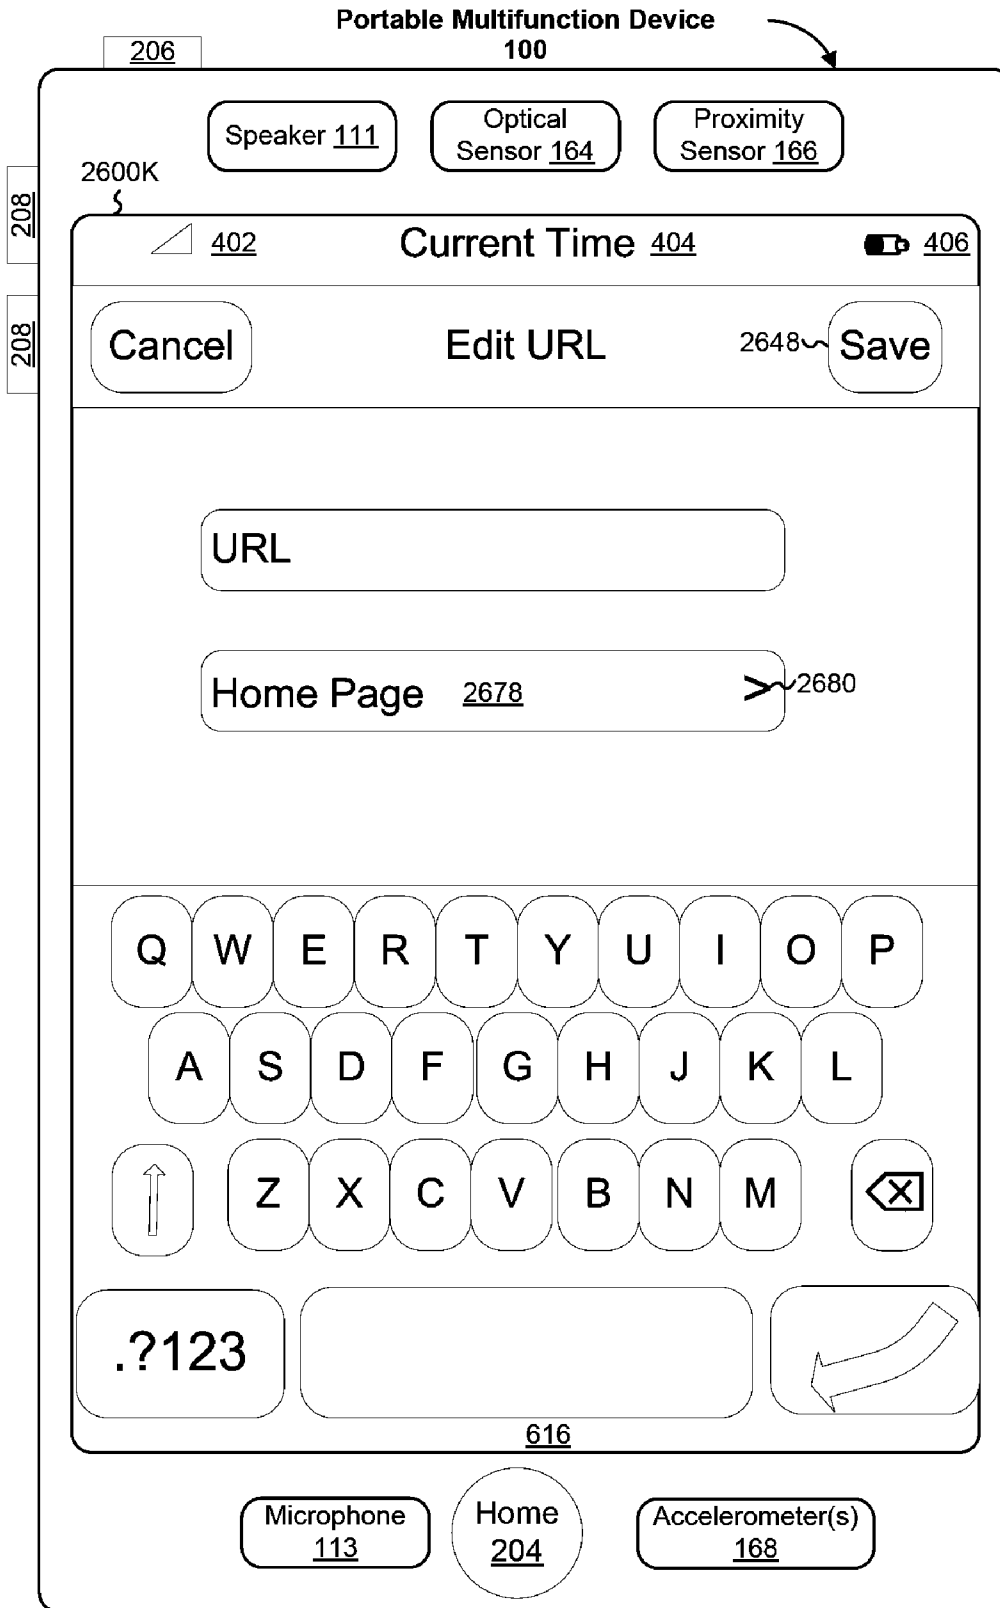 Portable Multifunction Device
100
206
Speaker 111
Optical
Sensor 164
Proximity
Sensor 166
2600K
208
208
402
Current Time 404
406
Cancel
Edit URL
2648
Save
URL
Home Page 2678
>
2680
Q W E R T Y U I O P
A S D F G H J K L
Z X C V B N M
.?123
616
Microphone
113
Home
204
Accelerometer(s)
168